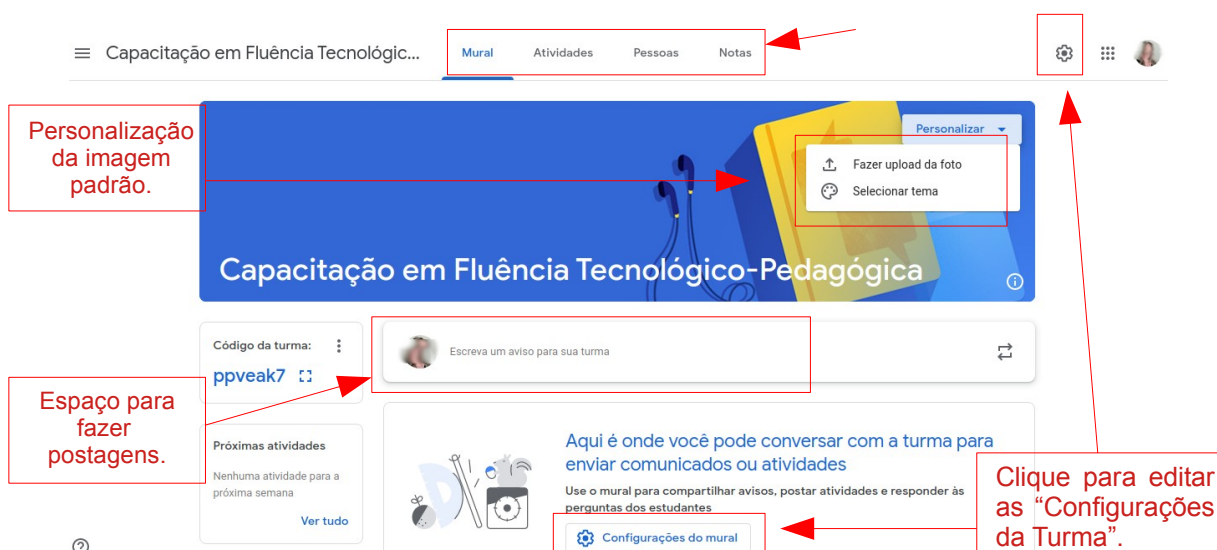 Capacitação em Fluência Tecnológic...
Mural Atividades Pessoas Notas
Personalização
da imagem
padrão.
Personalizar
Fazer upload da foto
Selecionar tema
Capacitação em Fluência Tecnológico-Pedagógica
Código da turma:
ppveak7
Escreva um aviso para sua turma
Espaço para
fazer
postagens.
Próximas atividades
Nenhuma atividade para a
próxima semana
Ver tudo
Aqui é onde você pode conversar com a turma para
enviar comunicados ou atividades
Use o mural para compartilhar avisos, postar atividades e responder às
perguntas dos estudantes
Configurações do mural
Clique para editar
as “Configurações
da Turma”.